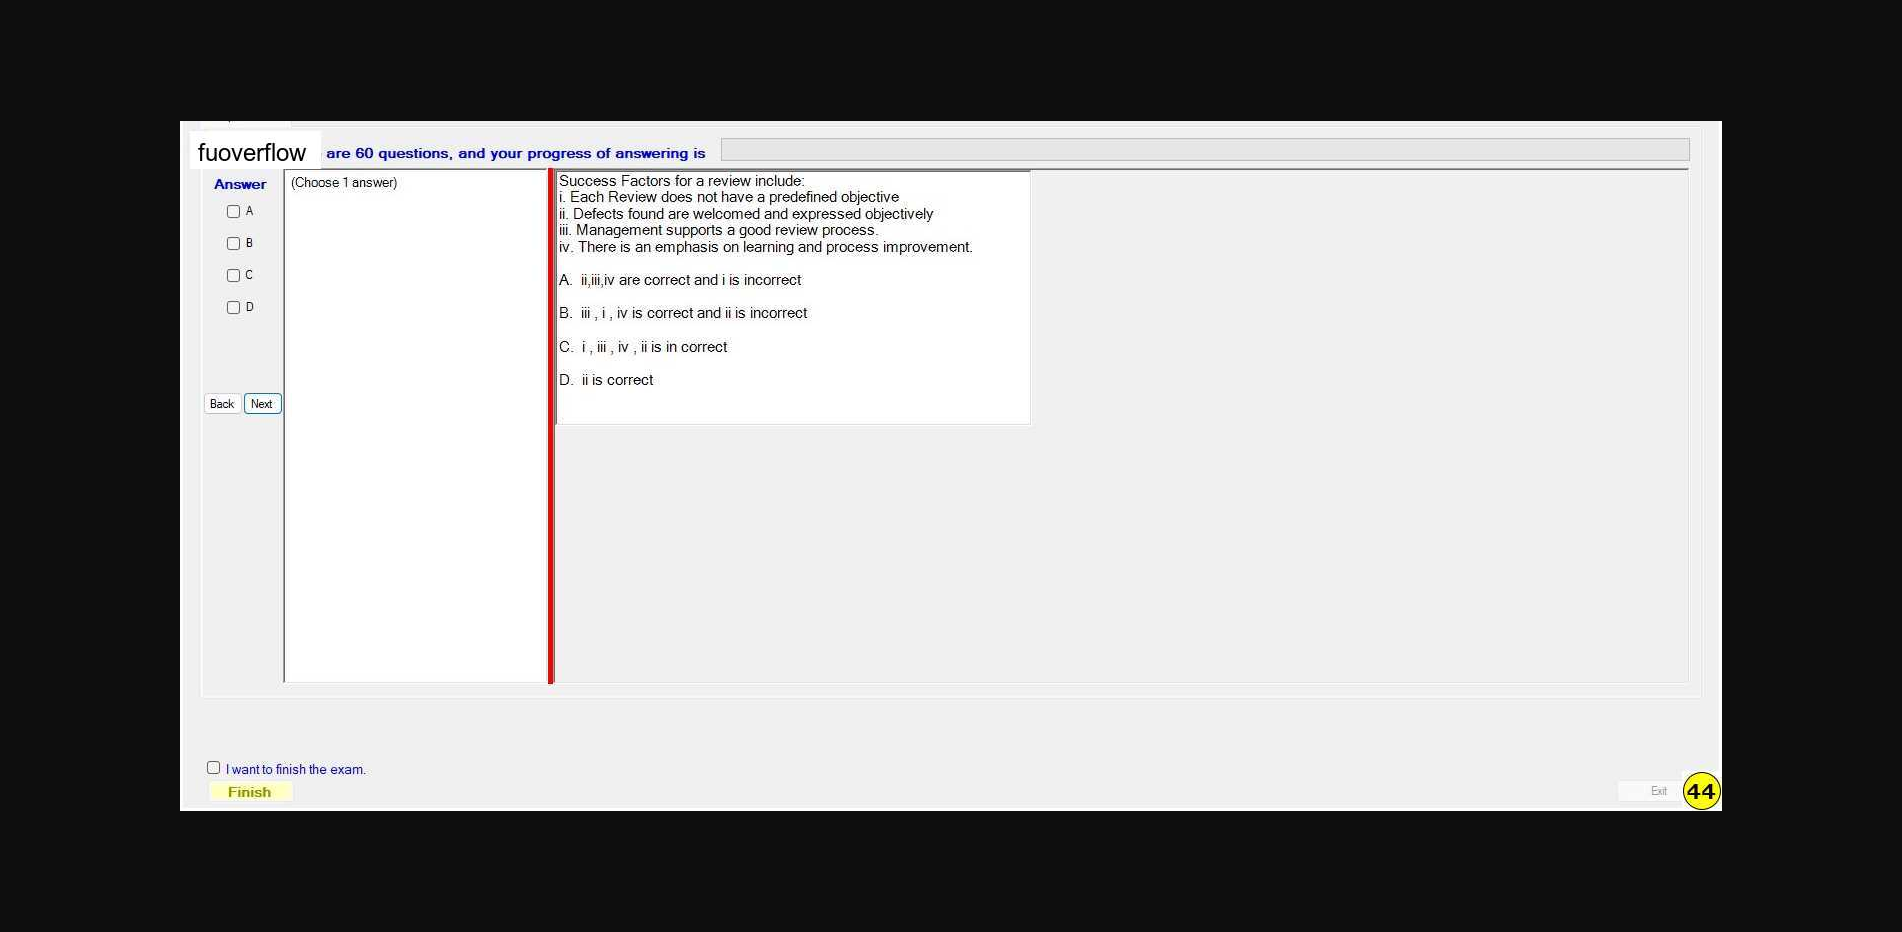 fuoverflow are 60 questions, and your progress of answering is
Answer
(Choose 1 answer)
A
B
C
D
Back Next
Success Factors for a review include:
i. Each Review does not have a predefined objective
ii. Defects found are welcomed and expressed objectively
iii. Management supports a good review process.
iv. There is an emphasis on learning and process improvement.
A. ii,iii,iv are correct and i is incorrect
B. iii , i , iv is correct and ii is incorrect
C. i , iii , iv , ii is in correct
D. ii is correct
I want to finish the exam.
Finish
Exit
44